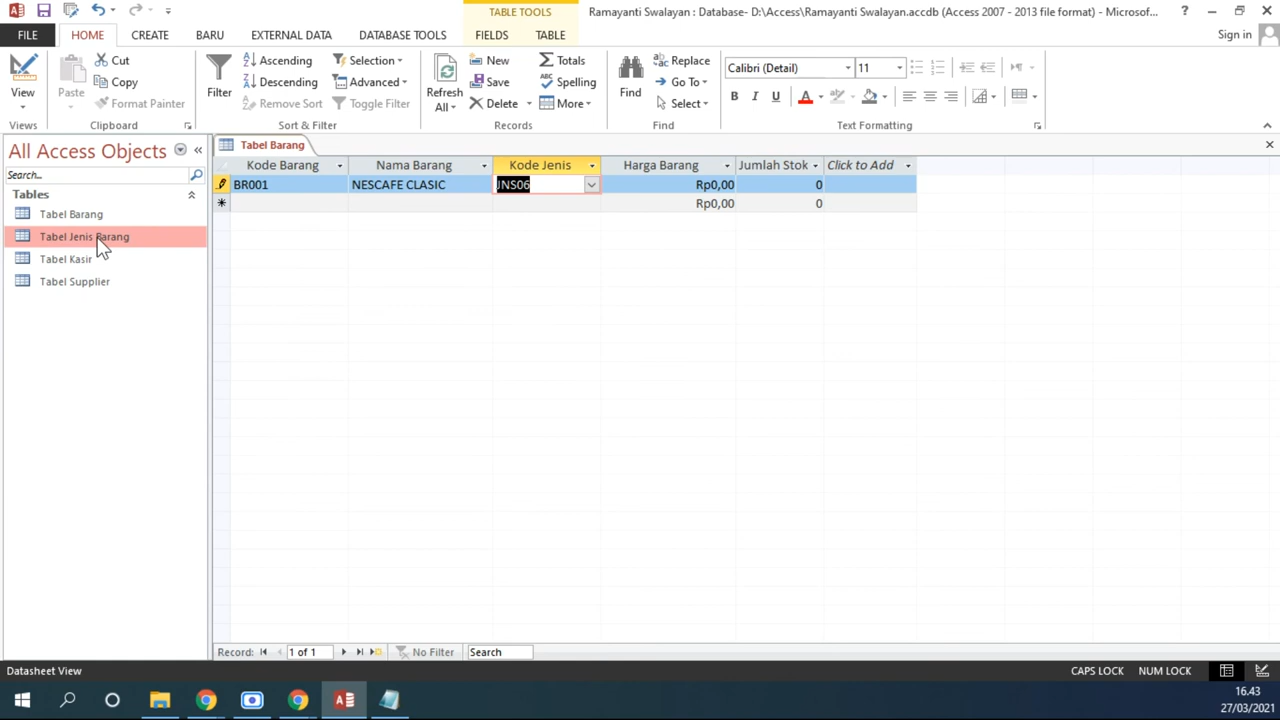 Ramayanti Swalayan : Database- D:\Access\Ramayanti Swalayan.accdb (Access 2007 - 2013 file format) - Microsof...
TABLE TOOLS
Sign in
FILE HOME CREATE BARU EXTERNAL DATA DATABASE TOOLS FIELDS TABLE
View
Views
Paste
Cut
Copy
Format Painter
Clipboard
Filter
Ascending
Descending
Remove Sort
Selection
Advanced
Toggle Filter
Sort & Filter
Refresh
All
New
Save
Delete
Totals
Spelling
More
Records
Find
Replace
Go To
Select
Find
Calibri (Detail) 11
B I U A ab A
Text Formatting
All Access Objects
Search...
Tables
Tabel Barang
Tabel Jenis Barang
Tabel Kasir
Tabel Supplier
Tabel Barang
Kode Barang Nama Barang Kode Jenis Harga Barang Jumlah Stok Click to Add
BR001 NESCAFE CLASIC JNS06 Rp0,00 0
Rp0,00 0
Record: 1 of 1 No Filter Search
Datasheet View CAPS LOCK NUM LOCK
16.43
27/03/2021